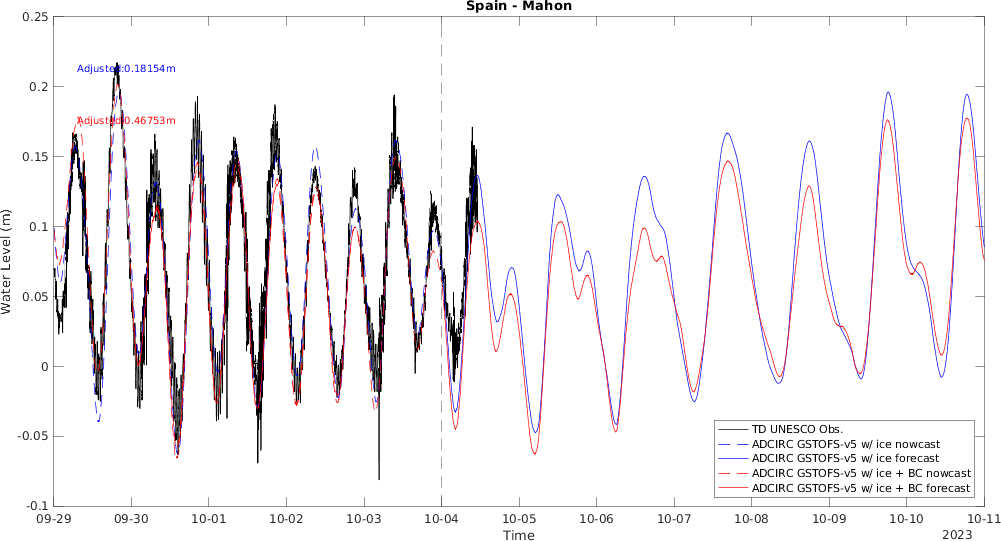 Spain - Mahon
Water Level (m)
0.25
0.2
0.15
0.1
0.05
0
-0.05
-0.1
Adjusted:0.18154m
Adjusted:0.46753m
TD UNESCO Obs.
ADCIRC GSTOFS-v5 w/ ice nowcast
ADCIRC GSTOFS-v5 w/ ice forecast
ADCIRC GSTOFS-v5 w/ ice + BC nowcast
ADCIRC GSTOFS-v5 w/ ice + BC forecast
09-29 09-30 10-01 10-02 10-03 10-04 10-05 10-06 10-07 10-08 10-09 10-10 10-11
Time
2023